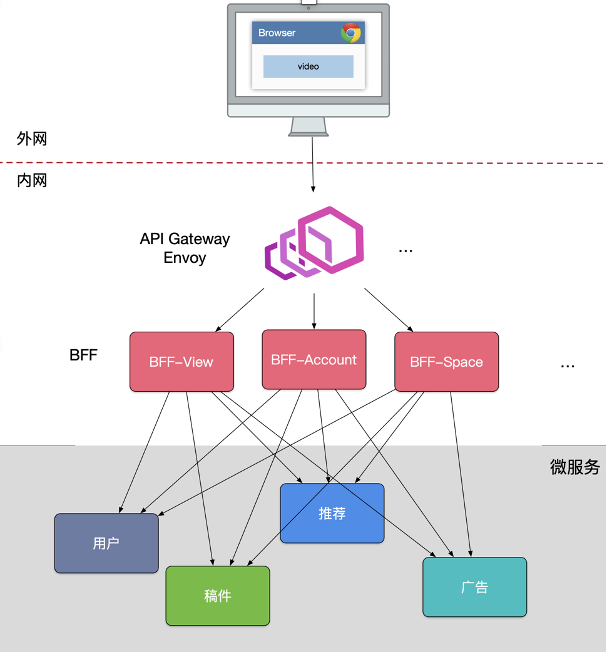 Browser
video
外网
内网
API Gateway
Envoy
...
BFF
BFF-View
BFF-Account
BFF-Space
...
微服务
推荐
用户
稿件
广告